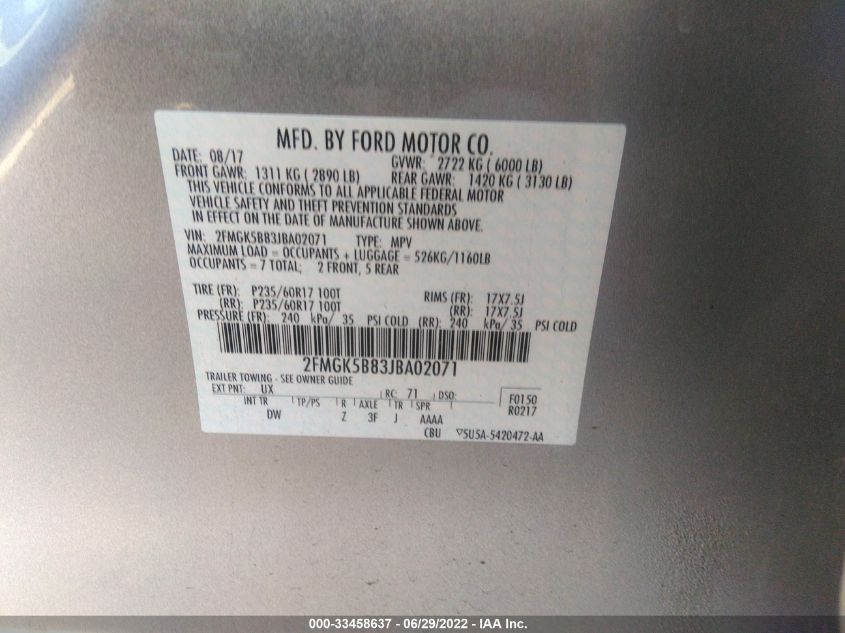 MFD. BY FORD MOTOR CO.
DATE: 08/17 GVWR: 2722 KG ( 6000 LB)
FRONT GAWR: 1311 KG ( 2890 LB) REAR GAWR: 1420 KG ( 3130 LB)
THIS VEHICLE CONFORMS TO ALL APPLICABLE FEDERAL MOTOR
VEHICLE SAFETY AND THEFT PREVENTION STANDARDS
IN EFFECT ON THE DATE OF MANUFACTURE SHOWN ABOVE.
VIN: 2FMGK5B83JBA02071 TYPE: MPV
MAXIMUM LOAD = OCCUPANTS + LUGGAGE = 526KG/1160LB
OCCUPANTS = 7 TOTAL; 2 FRONT, 5 REAR
TIRE (FR): P235/60R17 100T RIMS (FR): 17X7.5J
(RR): P235/60R17 100T (RR): 17X7.5J
PRESSURE (FR): 240 kPa/ 35 PSI COLD (RR): 240 kPa/ 35 PSI COLD
2FMGK5B83JBA02071
TRAILER TOWING - SEE OWNER GUIDE
EXT PNT: UX RC: 71 DSO: F0150
INT TR TP/PS R AXLE TR SPR R0217
DW Z 3F J AAAA
CBU ▽5U5A-5420472-AA
000-33458637 - 06/29/2022 - IAA Inc.